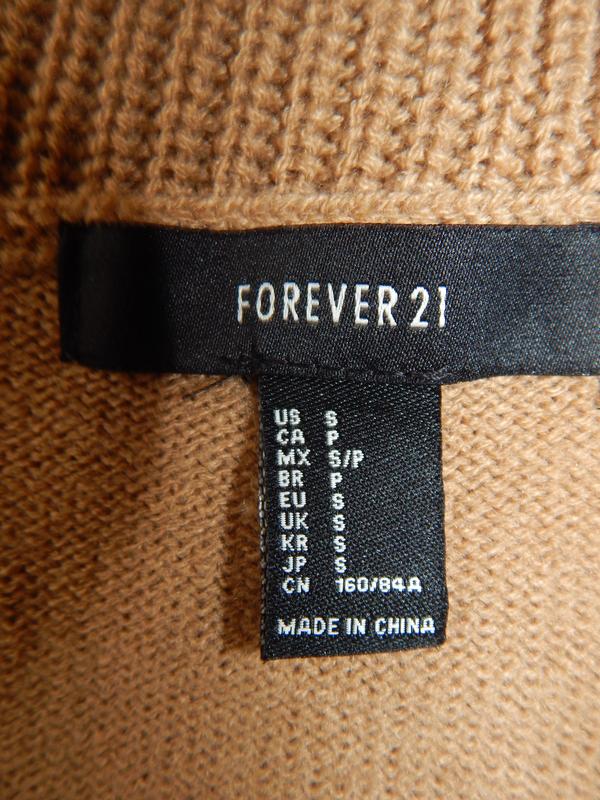 FOREVER 21
US S
CA P
MX S/P
BR P
EU S
UK S
KR S
JP S
CN 160/84A
MADE IN CHINA